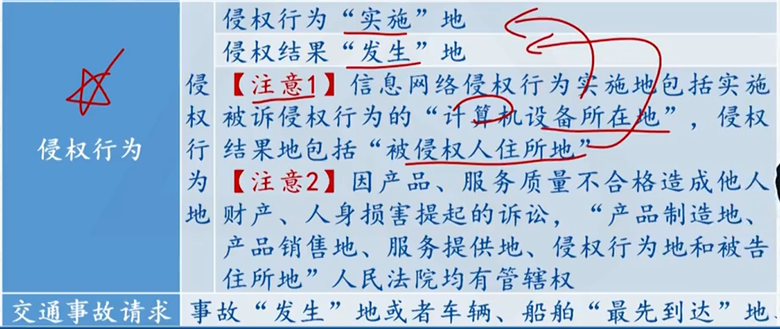 侵权行为“实施”地
侵权结果“发生”地
侵权行为
侵权行为地
【注意1】信息网络侵权行为实施地包括实施
被诉侵权行为的“计算机设备所在地”，侵权
结果地包括“被侵权人住所地”
【注意2】因产品、服务质量不合格造成他人
财产、人身损害提起的诉讼，“产品制造地、
产品销售地、服务提供地、侵权行为地和被告
住所地”人民法院均有管辖权
交通事故请求 事故“发生”地或者车辆、船舶“最先到达”地